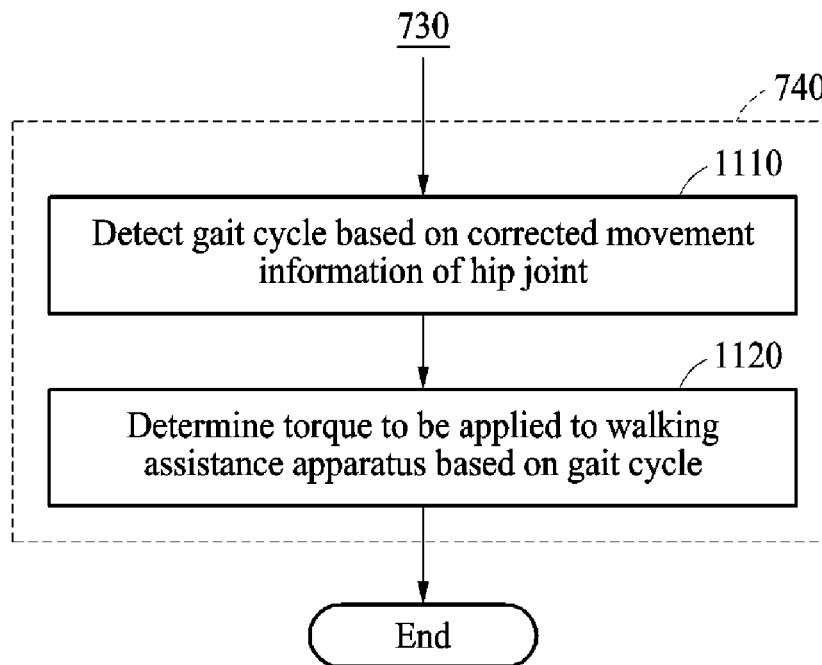 730
740
1110
Detect gait cycle based on corrected movement
information of hip joint
1120
Determine torque to be applied to walking
assistance apparatus based on gait cycle
End